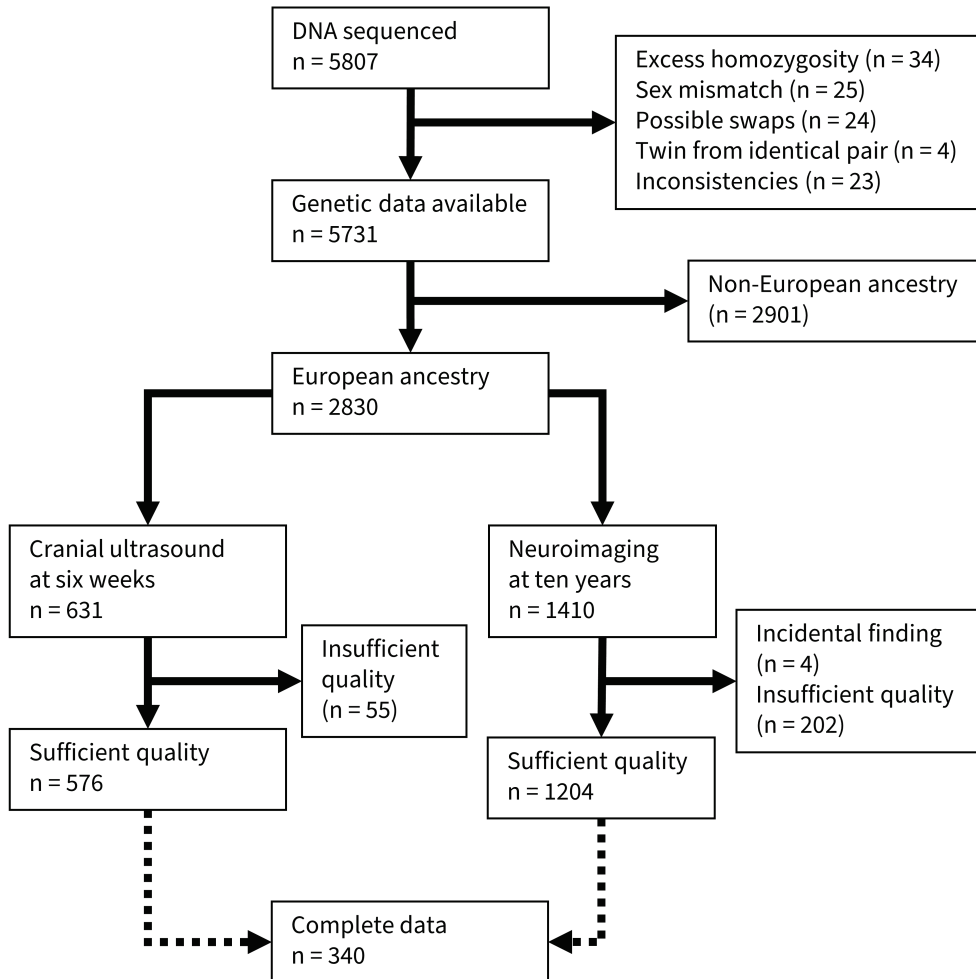 DNA sequenced
n = 5807
Excess homozygosity (n = 34)
Sex mismatch (n = 25)
Possible swaps (n = 24)
Twin from identical pair (n = 4)
Inconsistencies (n = 23)
Genetic data available
n = 5731
Non-European ancestry
(n = 2901)
European ancestry
n = 2830
Cranial ultrasound
at six weeks
n = 631
Neuroimaging
at ten years
n = 1410
Insufficient
quality
(n = 55)
Incidental finding
(n = 4)
Insufficient quality
(n = 202)
Sufficient quality
n = 576
Sufficient quality
n = 1204
Complete data
n = 340